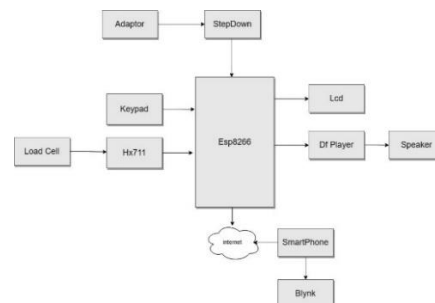 Adaptor
StepDown
Keypad
Esp8266
Lcd
Load Cell
Hx711
Df Player
Speaker
internet
SmartPhone
Blynk